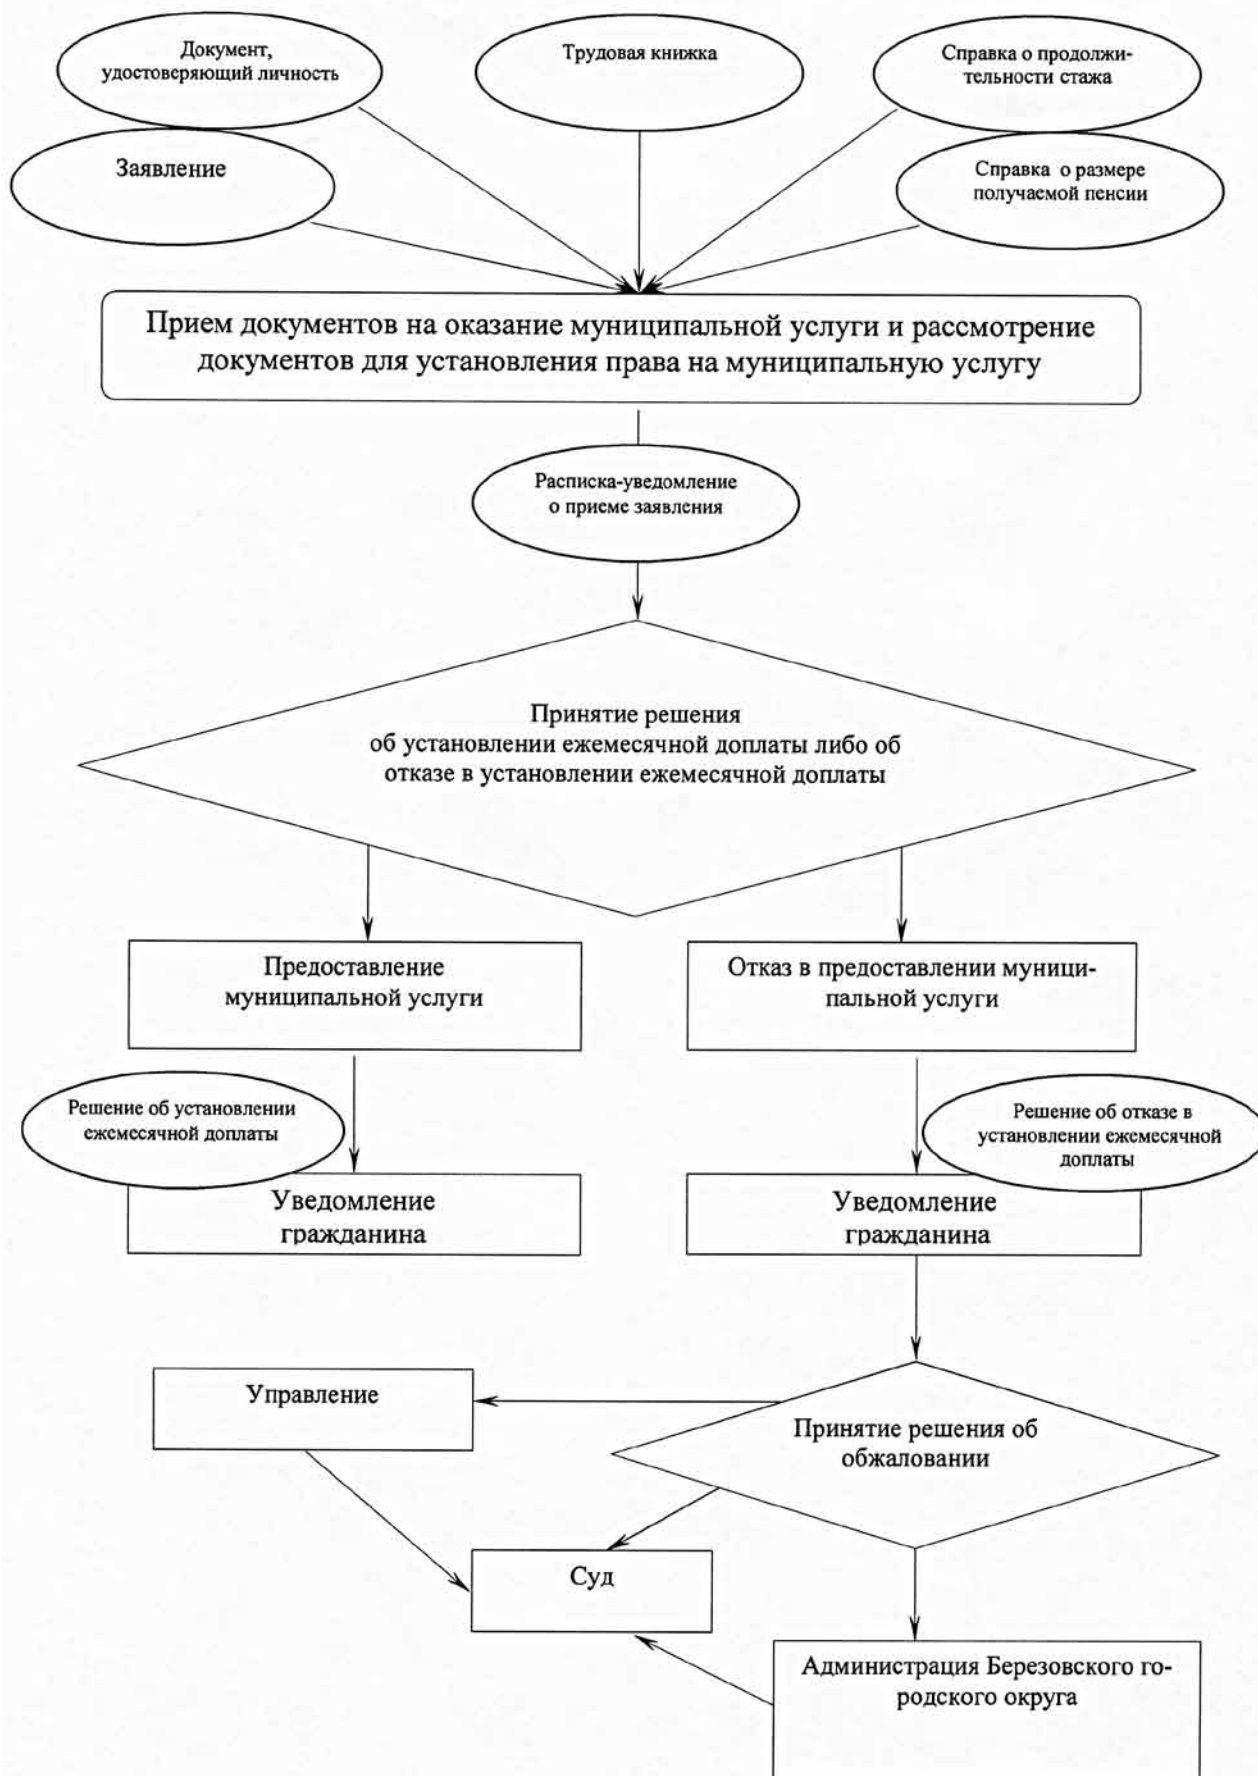 Документ,
удостоверяющий личность
Трудовая книжка
Справка о продолжи-
тельности стажа
Заявление
Справка о размере
получаемой пенсии
Прием документов на оказание муниципальной услуги и рассмотрение
документов для установления права на муниципальную услугу
Расписка-уведомление
о приеме заявления
Принятие решения
об установлении ежемесячной доплаты либо об
отказе в установлении ежемесячной доплаты
Предоставление
муниципальной услуги
Отказ в предоставлении муници-
пальной услуги
Решение об установлении
ежемесячной доплаты
Решение об отказе в
установлении ежемесячной
доплаты
Уведомление
гражданина
Уведомление
гражданина
Управление
Принятие решения об
обжаловании
Суд
Администрация Березовского го-
родского округа